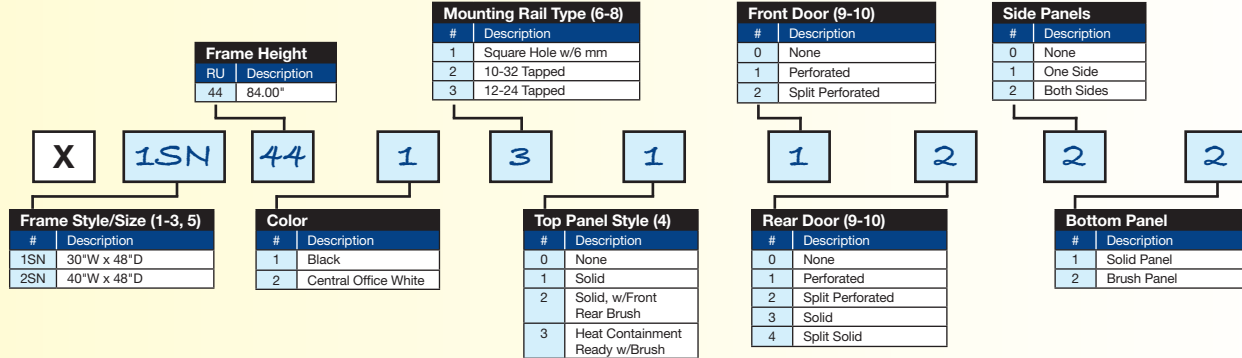 Mounting Rail Type (6-8)
# Description
1 Square Hole w/6 mm
2 10-32 Tapped
3 12-24 Tapped
Front Door (9-10)
# Description
0 None
1 Perforated
2 Split Perforated
Side Panels
# Description
0 None
1 One Side
2 Both Sides
Frame Height
RU Description
44 84.00"
X 1SN 44 1 3 1 1 2 2 2
Frame Style/Size (1-3, 5)
# Description
1SN 30"W x 48"D
2SN 40"W x 48"D
Color
# Description
1 Black
2 Central Office White
Top Panel Style (4)
# Description
0 None
1 Solid
2 Solid, w/Front
Rear Brush
3 Heat Containment
Ready w/Brush
Rear Door (9-10)
# Description
0 None
1 Perforated
2 Split Perforated
3 Solid
4 Split Solid
Bottom Panel
# Description
1 Solid Panel
2 Brush Panel